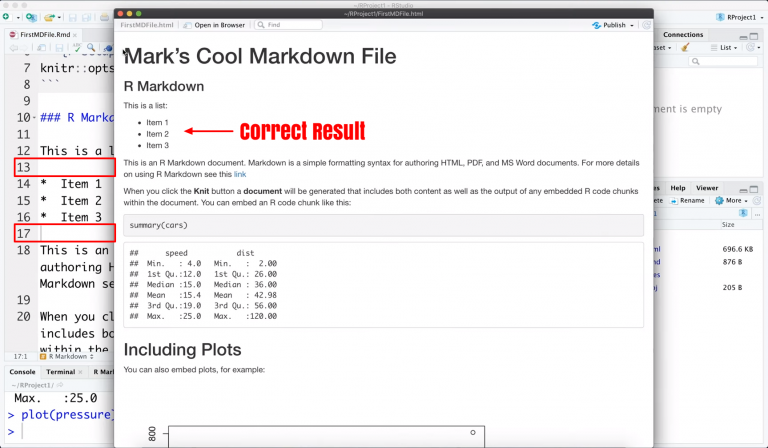 ~/RProject1 - RStudio
RProject1
FirstMDFile.Rmd
7 knitr::opts
8 ```
9
10 ### R Marka
11
12 This is a l
13
14 * Item 1
15 * Item 2
16 * Item 3
17
18 This is an
authoring H
Markdown se
19
20 When you cl
includes bo
within the
17:1 R Markdown
Console Terminal R Mar
~/RProject1/
Max. :25.0
> plot(pressure
>
~/RProject1/FirstMDFile.html
FirstMDFile.html Open in Browser Find Publish
Mark's Cool Markdown File
R Markdown
This is a list:
• Item 1
• Item 2
• Item 3
Correct Result
This is an R Markdown document. Markdown is a simple formatting syntax for authoring HTML, PDF, and MS Word documents. For more details
on using R Markdown see this link
When you click the Knit button a document will be generated that includes both content as well as the output of any embedded R code chunks
within the document. You can embed an R code chunk like this:
summary(cars)
## speed dist
## Min. : 4.0 Min. : 2.00
## 1st Qu.:12.0 1st Qu.: 26.00
## Median :15.0 Median : 36.00
## Mean :15.4 Mean : 42.98
## 3rd Qu.:19.0 3rd Qu.: 56.00
## Max. :25.0 Max. :120.00
Including Plots
You can also embed plots, for example:
800
Connections
aset List
ment is empty
es Help Viewer
ete Rename More
Size
ml 696.6 KB
nd 876 B
es
oj 205 B